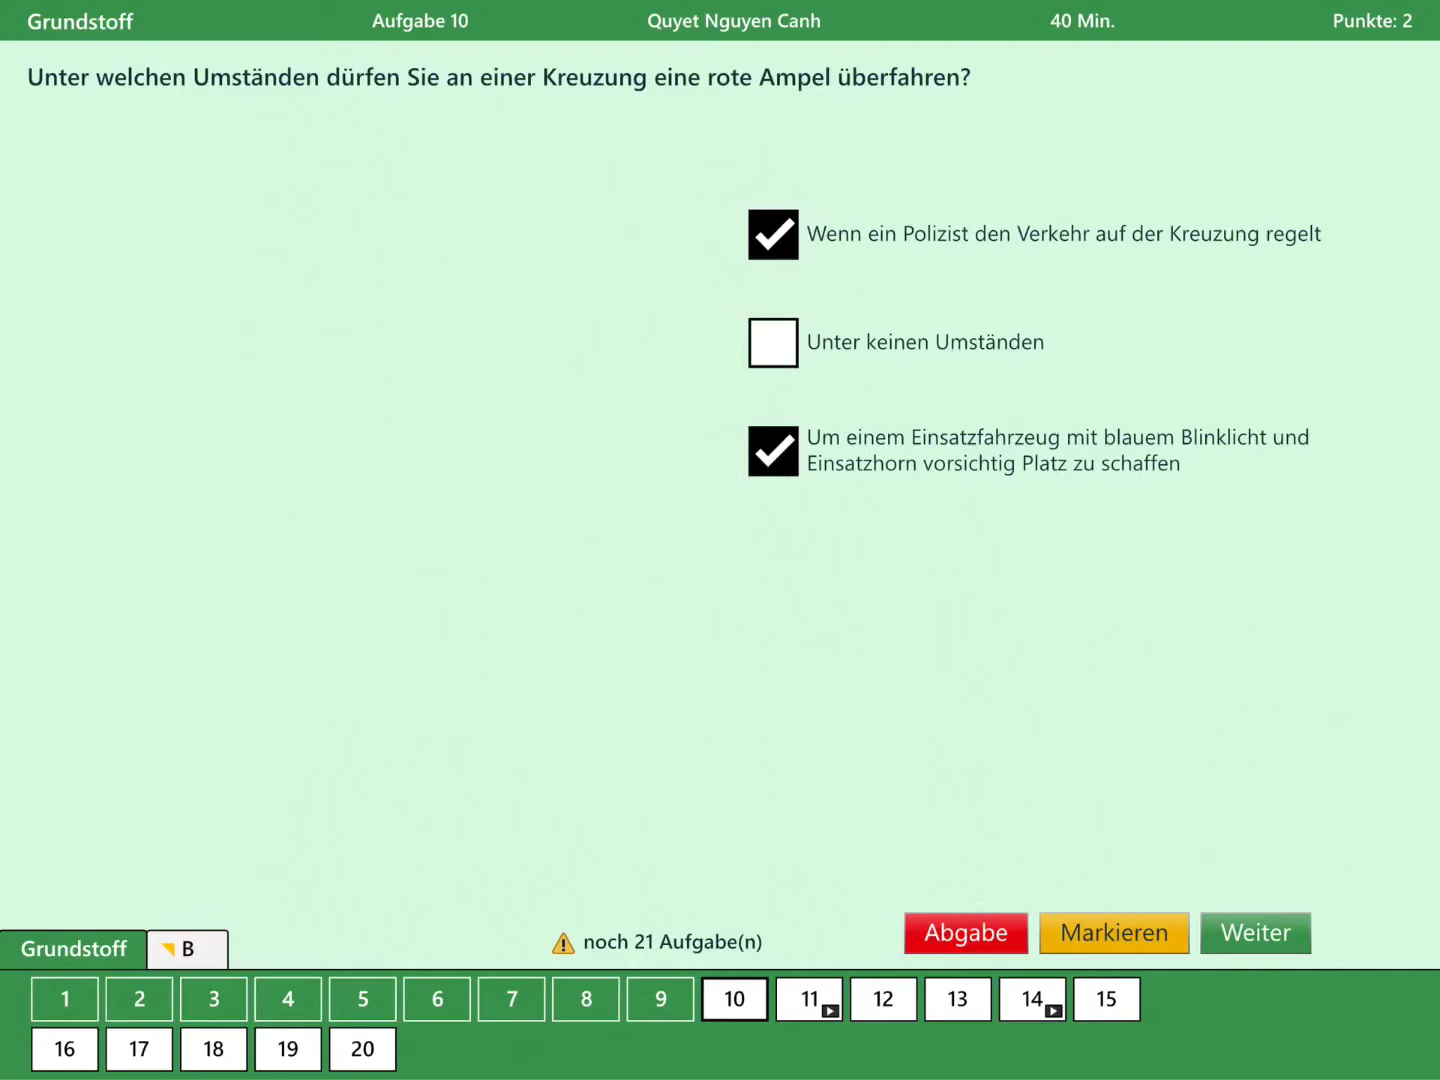 Grundstoff Aufgabe 10 Quyet Nguyen Canh 40 Min. Punkte: 2
Unter welchen Umständen dürfen Sie an einer Kreuzung eine rote Ampel überfahren?
Wenn ein Polizist den Verkehr auf der Kreuzung regelt
Unter keinen Umständen
Um einem Einsatzfahrzeug mit blauem Blinklicht und
Einsatzhorn vorsichtig Platz zu schaffen
Abgabe Markieren Weiter
Grundstoff B noch 21 Aufgabe(n)
1 2 3 4 5 6 7 8 9 10 11 12 13 14 15
16 17 18 19 20